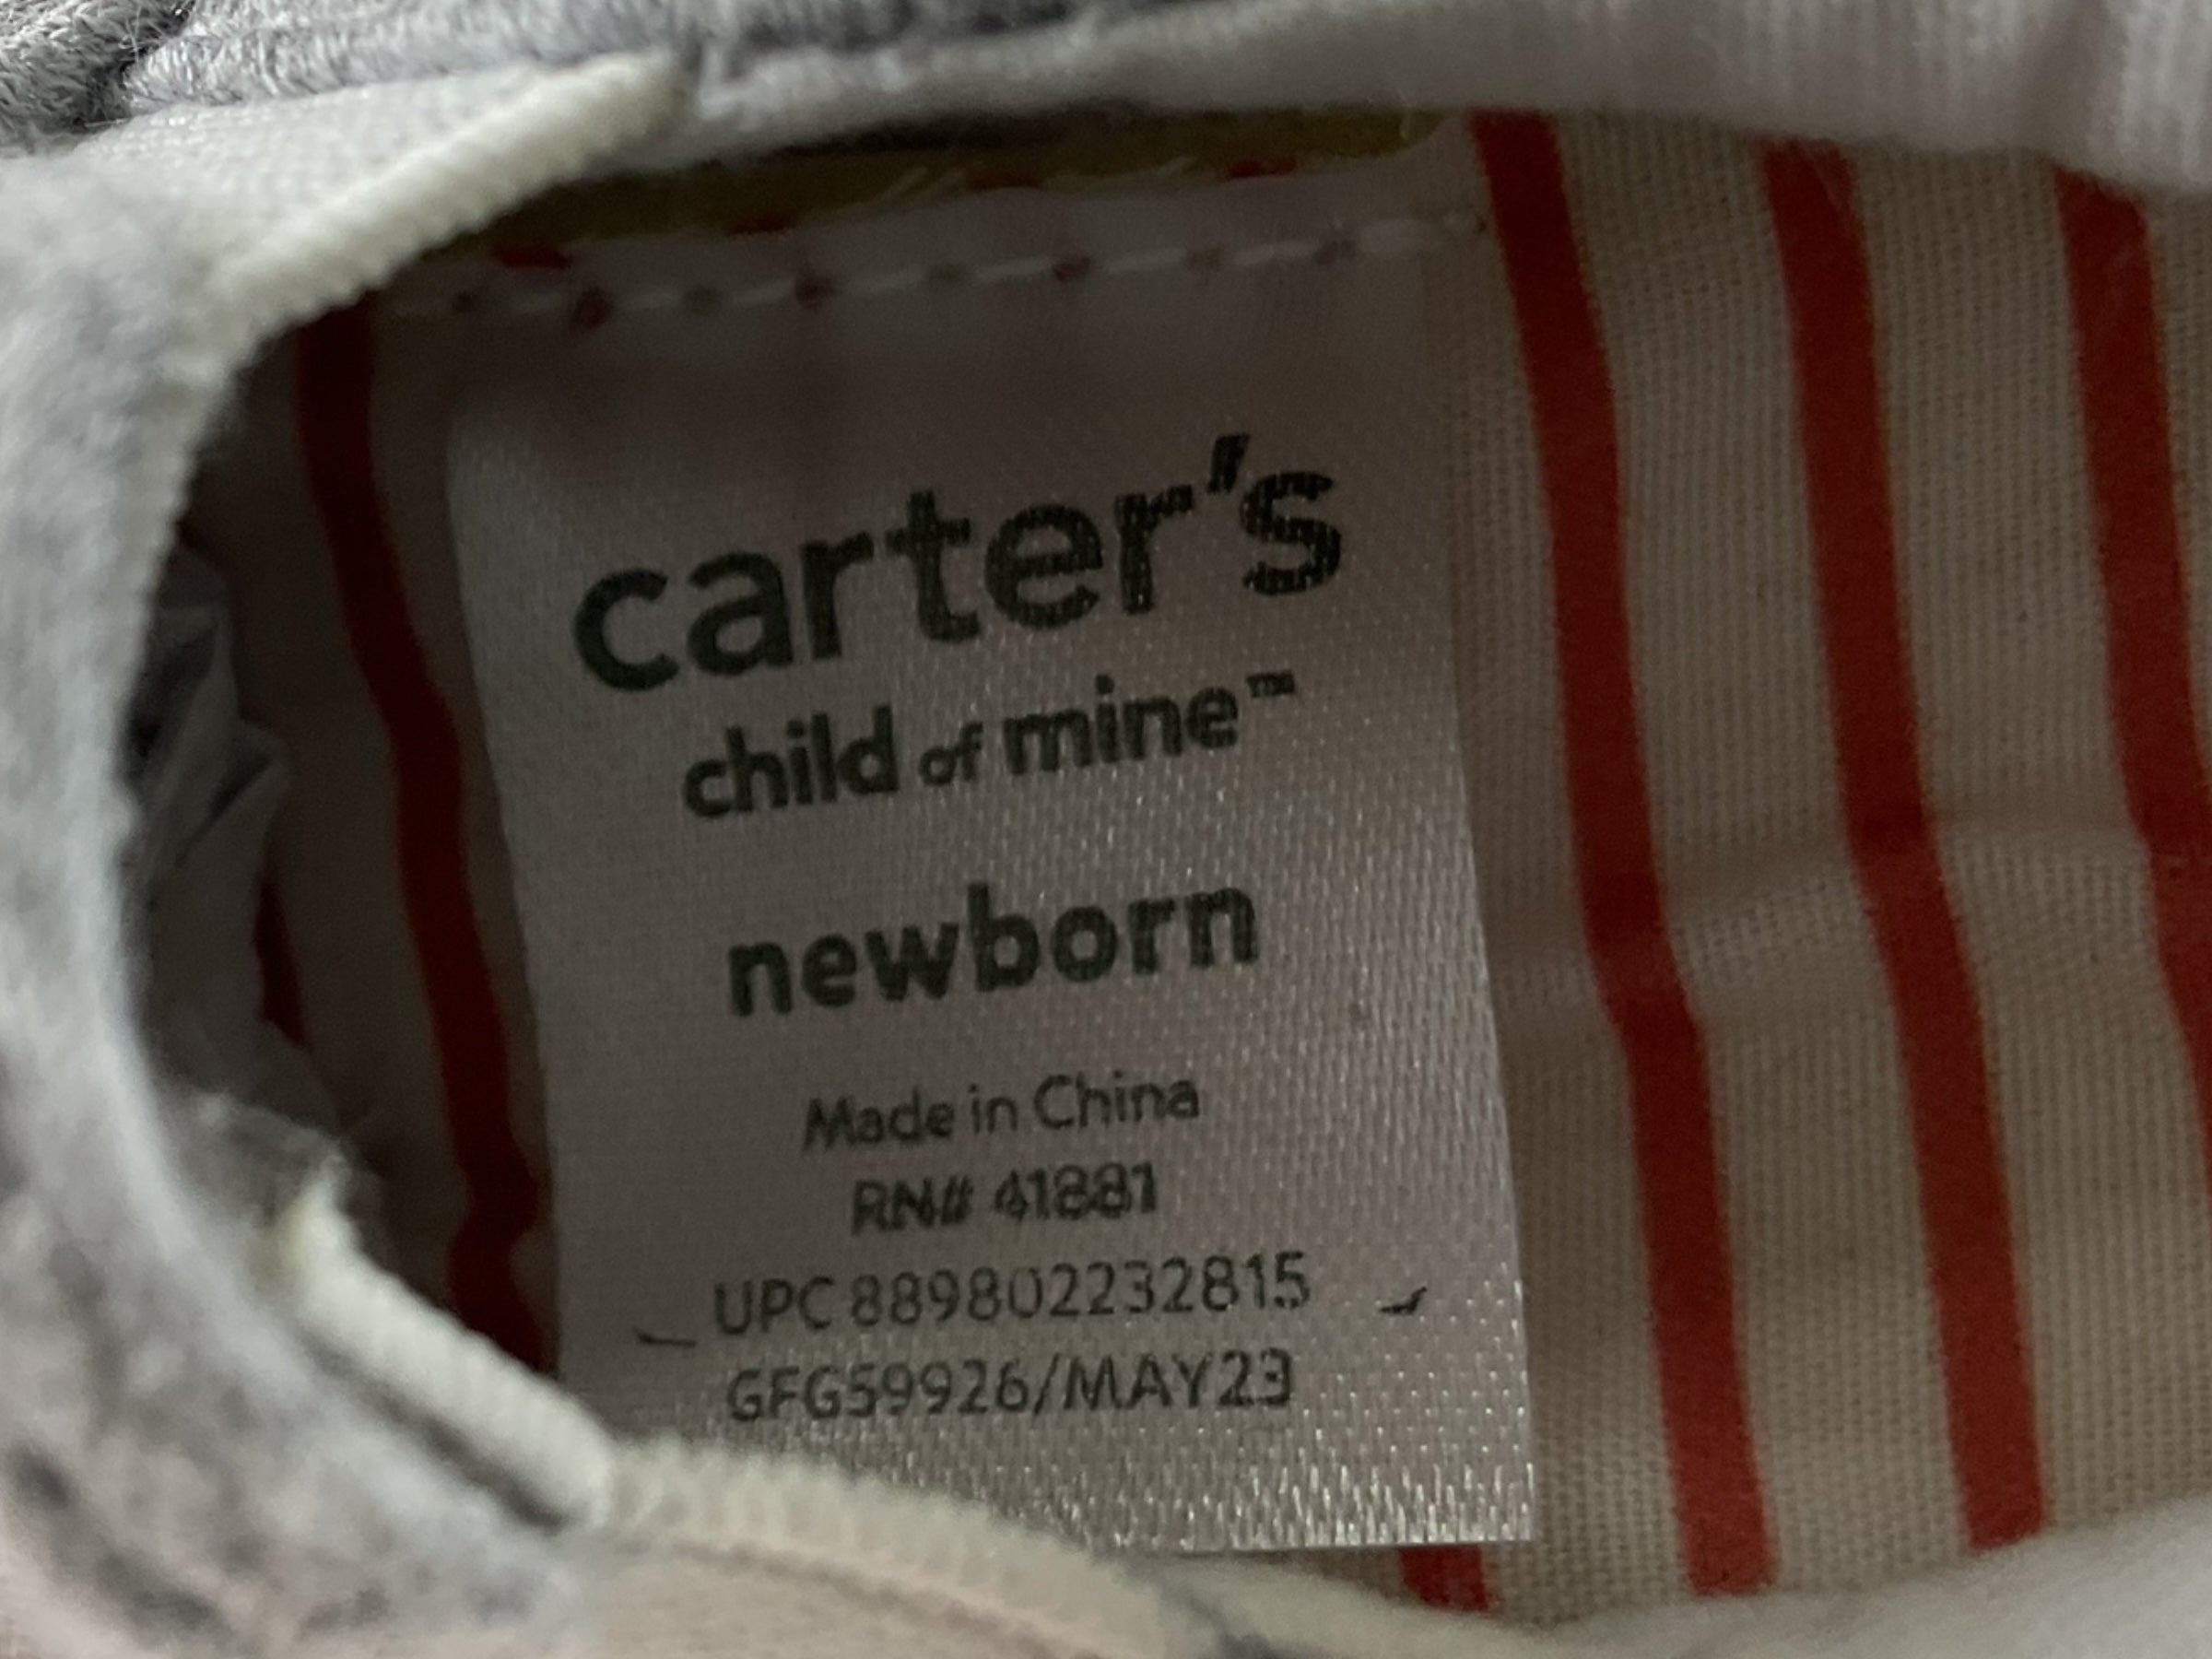 carter's
child of mine™
newborn
Made in China
RN# 41881
UPC 889802232815
GFG59926/MAY23